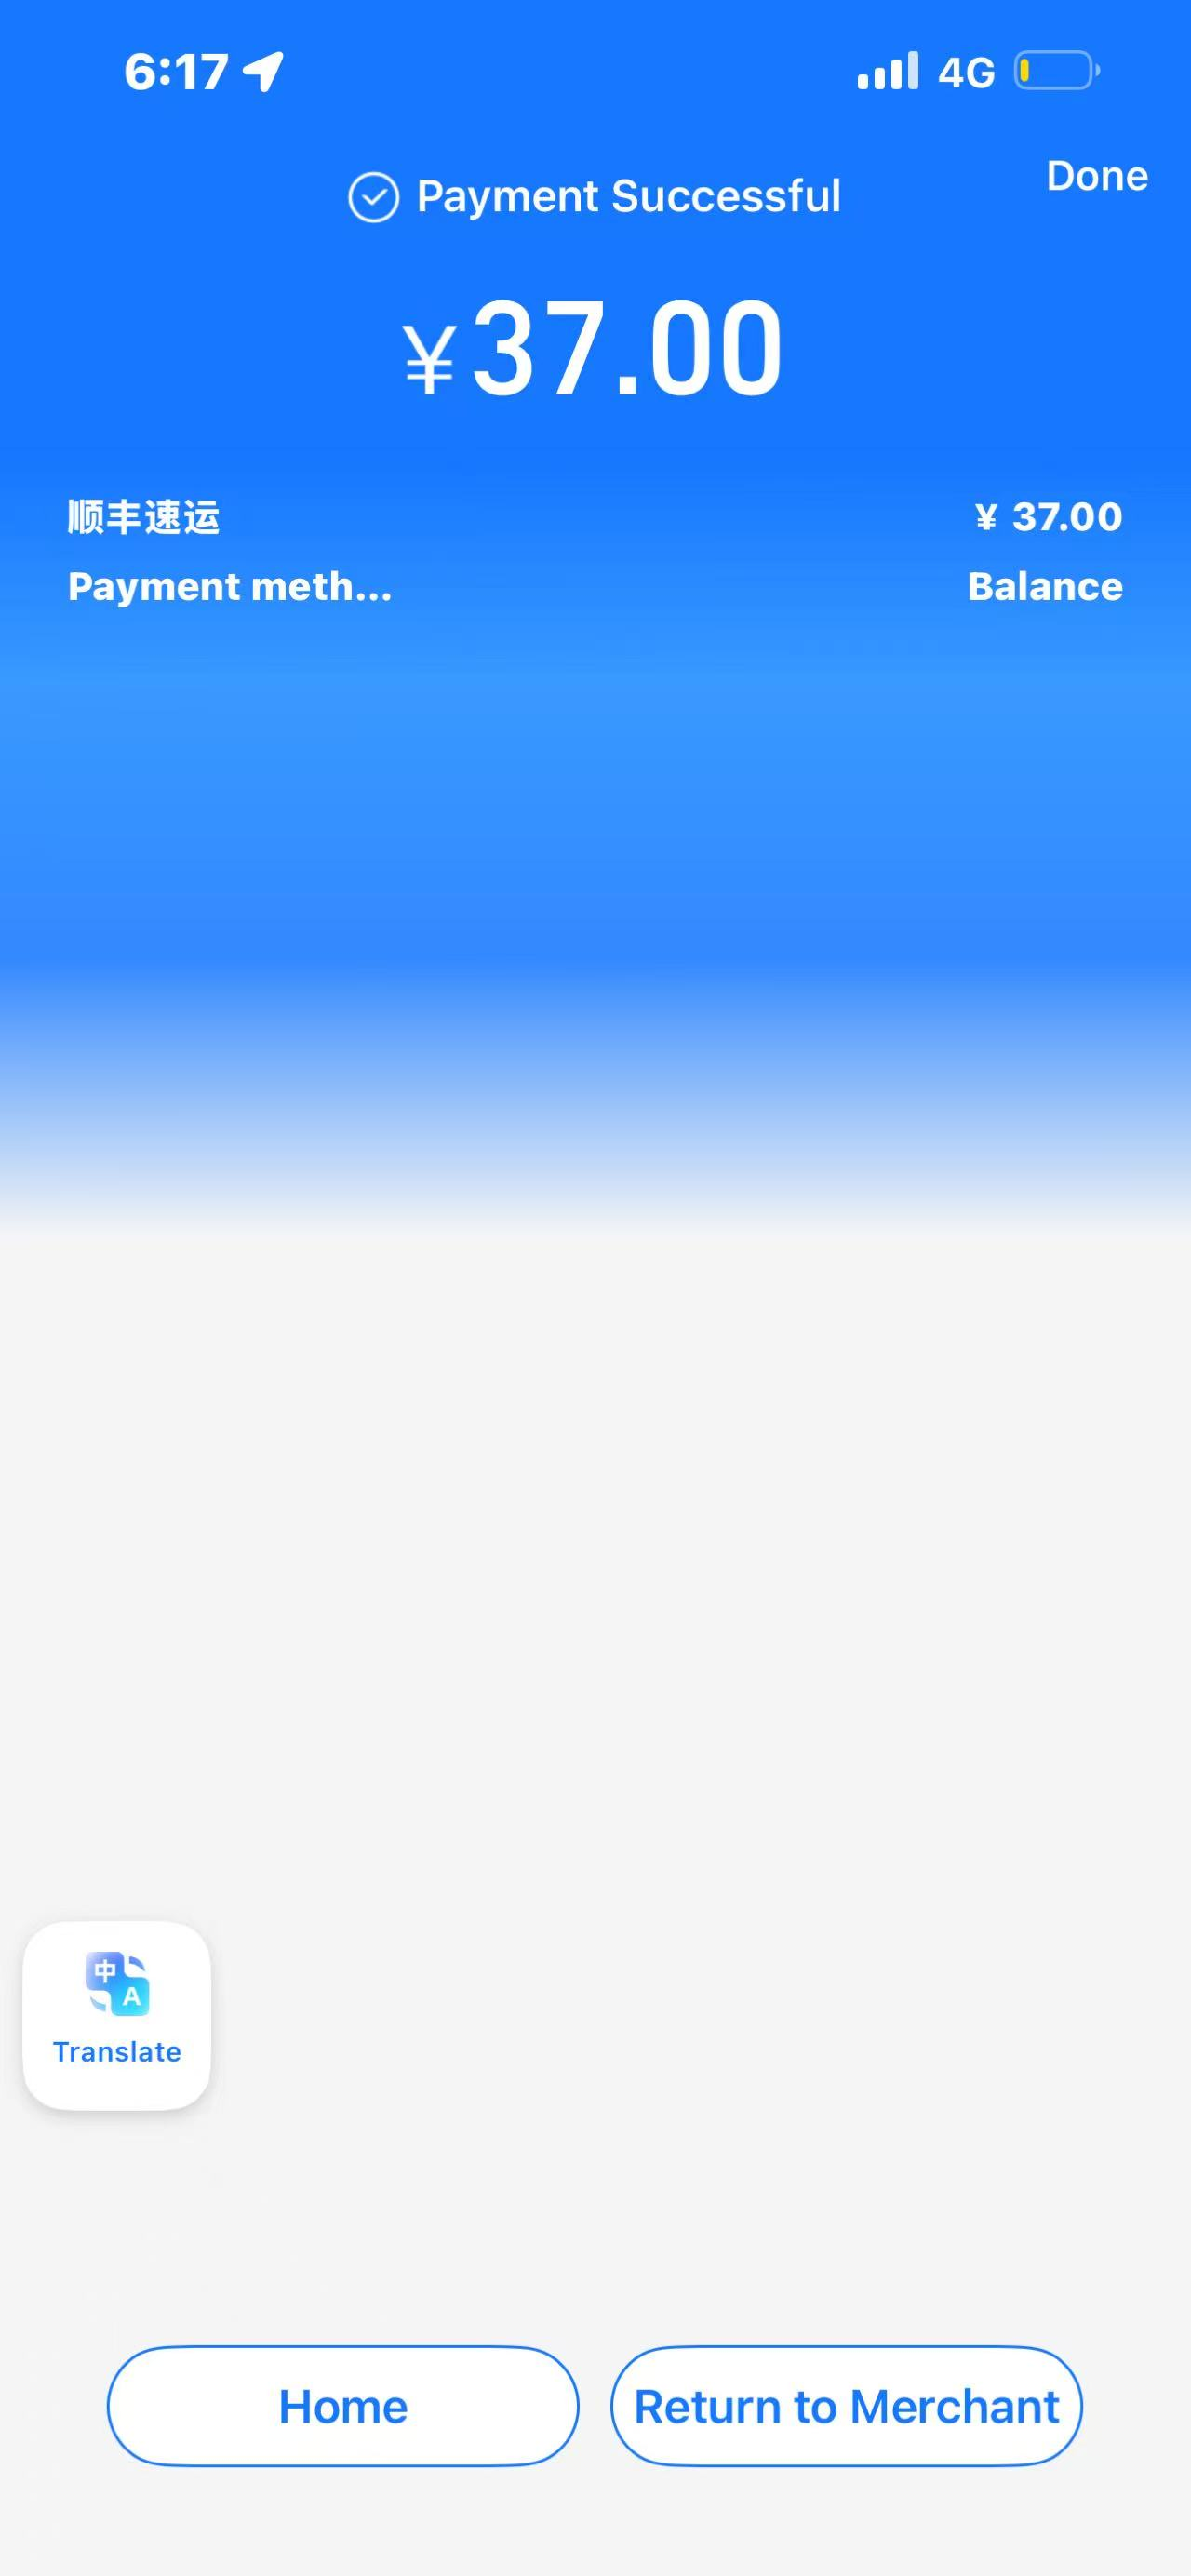 6:17 4G
Done
Payment Successful
¥37.00
顺丰速运 ¥ 37.00
Payment meth... Balance
中
A
Translate
Home Return to Merchant